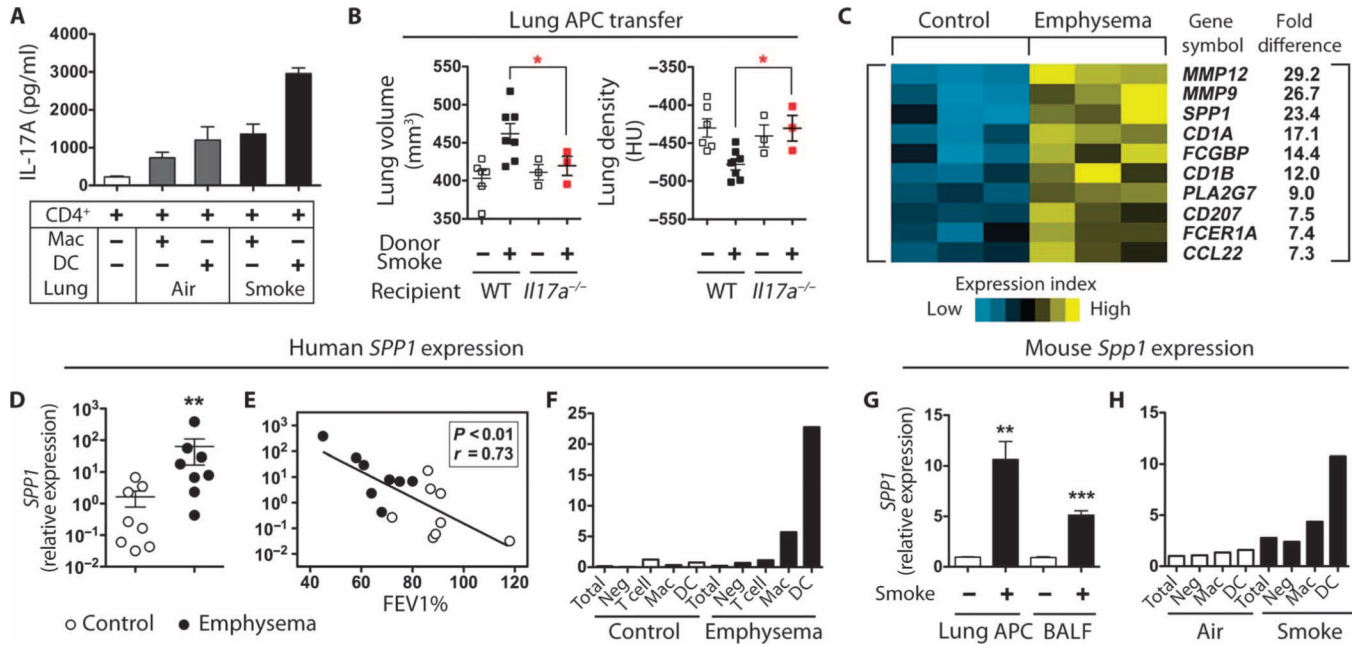 A
IL-17A (pg/ml)
4000
3000
2000
1000
0
CD4+ + + + + +
Mac – + – + –
DC – – + – +
Lung Air Smoke
B
Lung APC transfer
Lung volume
(mm³)
550
500
450
400
350
*
Lung density
(HU)
–350
–400
–450
–500
–550
*
Donor
Smoke – + – + – + – +
Recipient WT Il17a–/– WT Il17a–/–
C
Control Emphysema Gene symbol Fold difference
MMP12 29.2
MMP9 26.7
SPP1 23.4
CD1A 17.1
FCGBP 14.4
CD1B 12.0
PLA2G7 9.0
CD207 7.5
FCER1A 7.4
CCL22 7.3
Expression index
Low High
Human SPP1 expression
D
SPP1
(relative expression)
10³
10²
10¹
10⁰
10⁻¹
10⁻²
**
E
10³
10²
10¹
10⁰
10⁻¹
10⁻²
P < 0.01
r = 0.73
40 60 80 100 120
FEV1%
○ Control ● Emphysema
F
25
20
15
10
5
0
Total Neg T cell Mac DC Total Neg T cell Mac DC
Control Emphysema
Mouse Spp1 expression
G
SPP1
(relative expression)
15
10
5
0
**
***
Smoke – + – +
Lung APC BALF
H
15
10
5
0
Total Neg Mac DC Total Neg Mac DC
Air Smoke